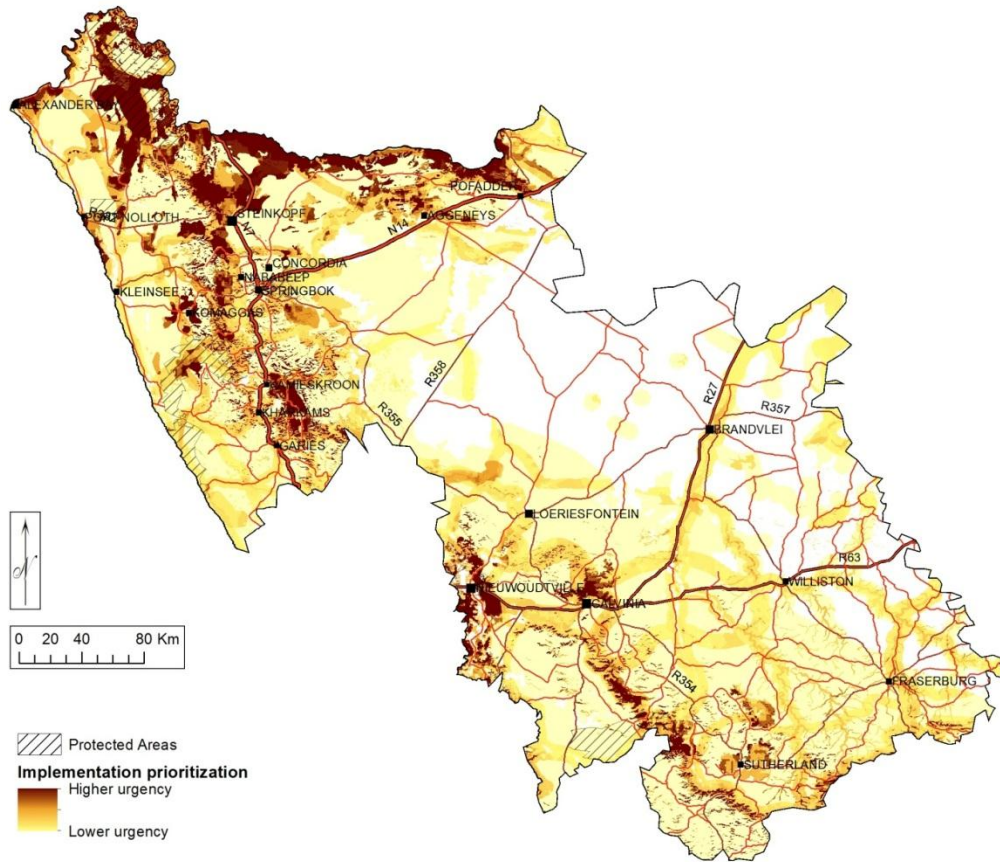 ALEXANDER BAY
POFADDER
PORT NOLLOTH
STEINKOPF
AGGENEYS
N7
N14
CONCORDIA
NABABEEP
SPRINGBOK
KLEINSEE
KOMAGGAS
KAMIESKROON
KHARKAMS
GARIES
R358
R355
R27
R357
BRANDVLEI
LOERIESFONTEIN
R63
NIEUWOUDTVILLE
CALVINIA
WILLISTON
R354
FRASERBURG
SUTHERLAND
N
0 20 40 80 Km
Protected Areas
Implementation prioritization
Higher urgency
Lower urgency